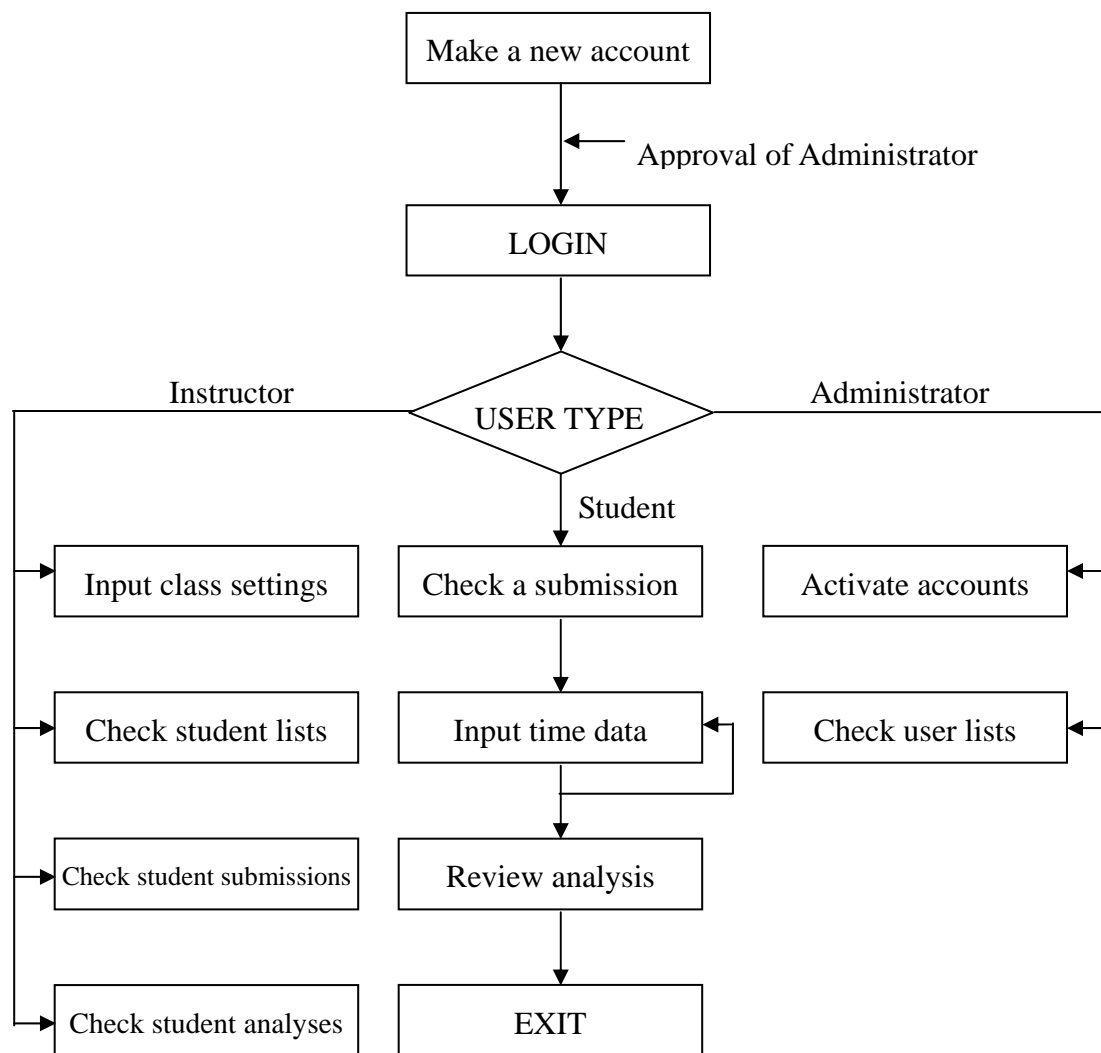 Make a new account
Approval of Administrator
LOGIN
Instructor
USER TYPE
Administrator
Student
Input class settings
Check a submission
Activate accounts
Check student lists
Input time data
Check user lists
Check student submissions
Review analysis
Check student analyses
EXIT